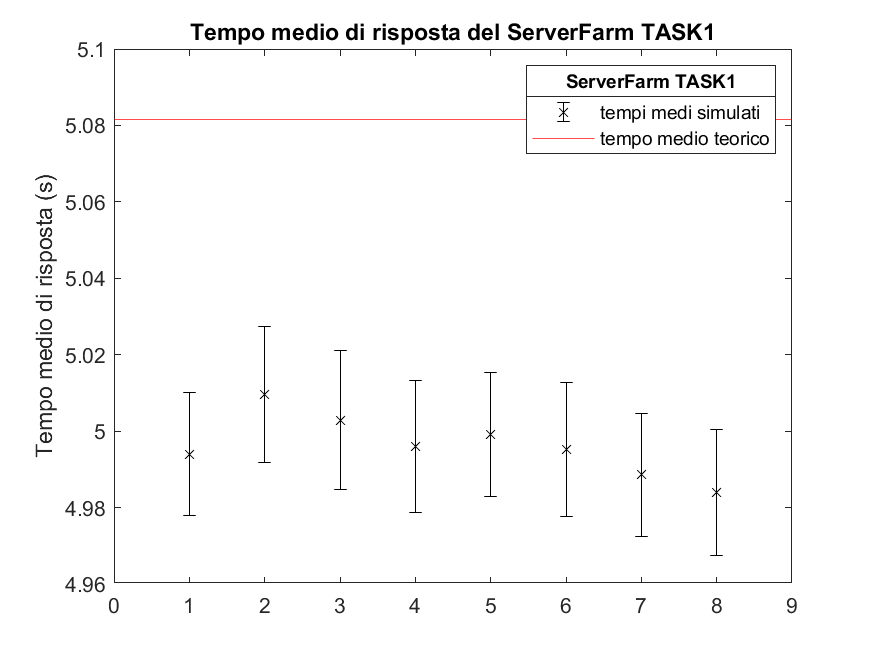 Tempo medio di risposta del ServerFarm TASK1
5.1
5.08
5.06
5.04
5.02
5
4.98
4.96
Tempo medio di risposta (s)
ServerFarm TASK1
tempi medi simulati
tempo medio teorico
0 1 2 3 4 5 6 7 8 9